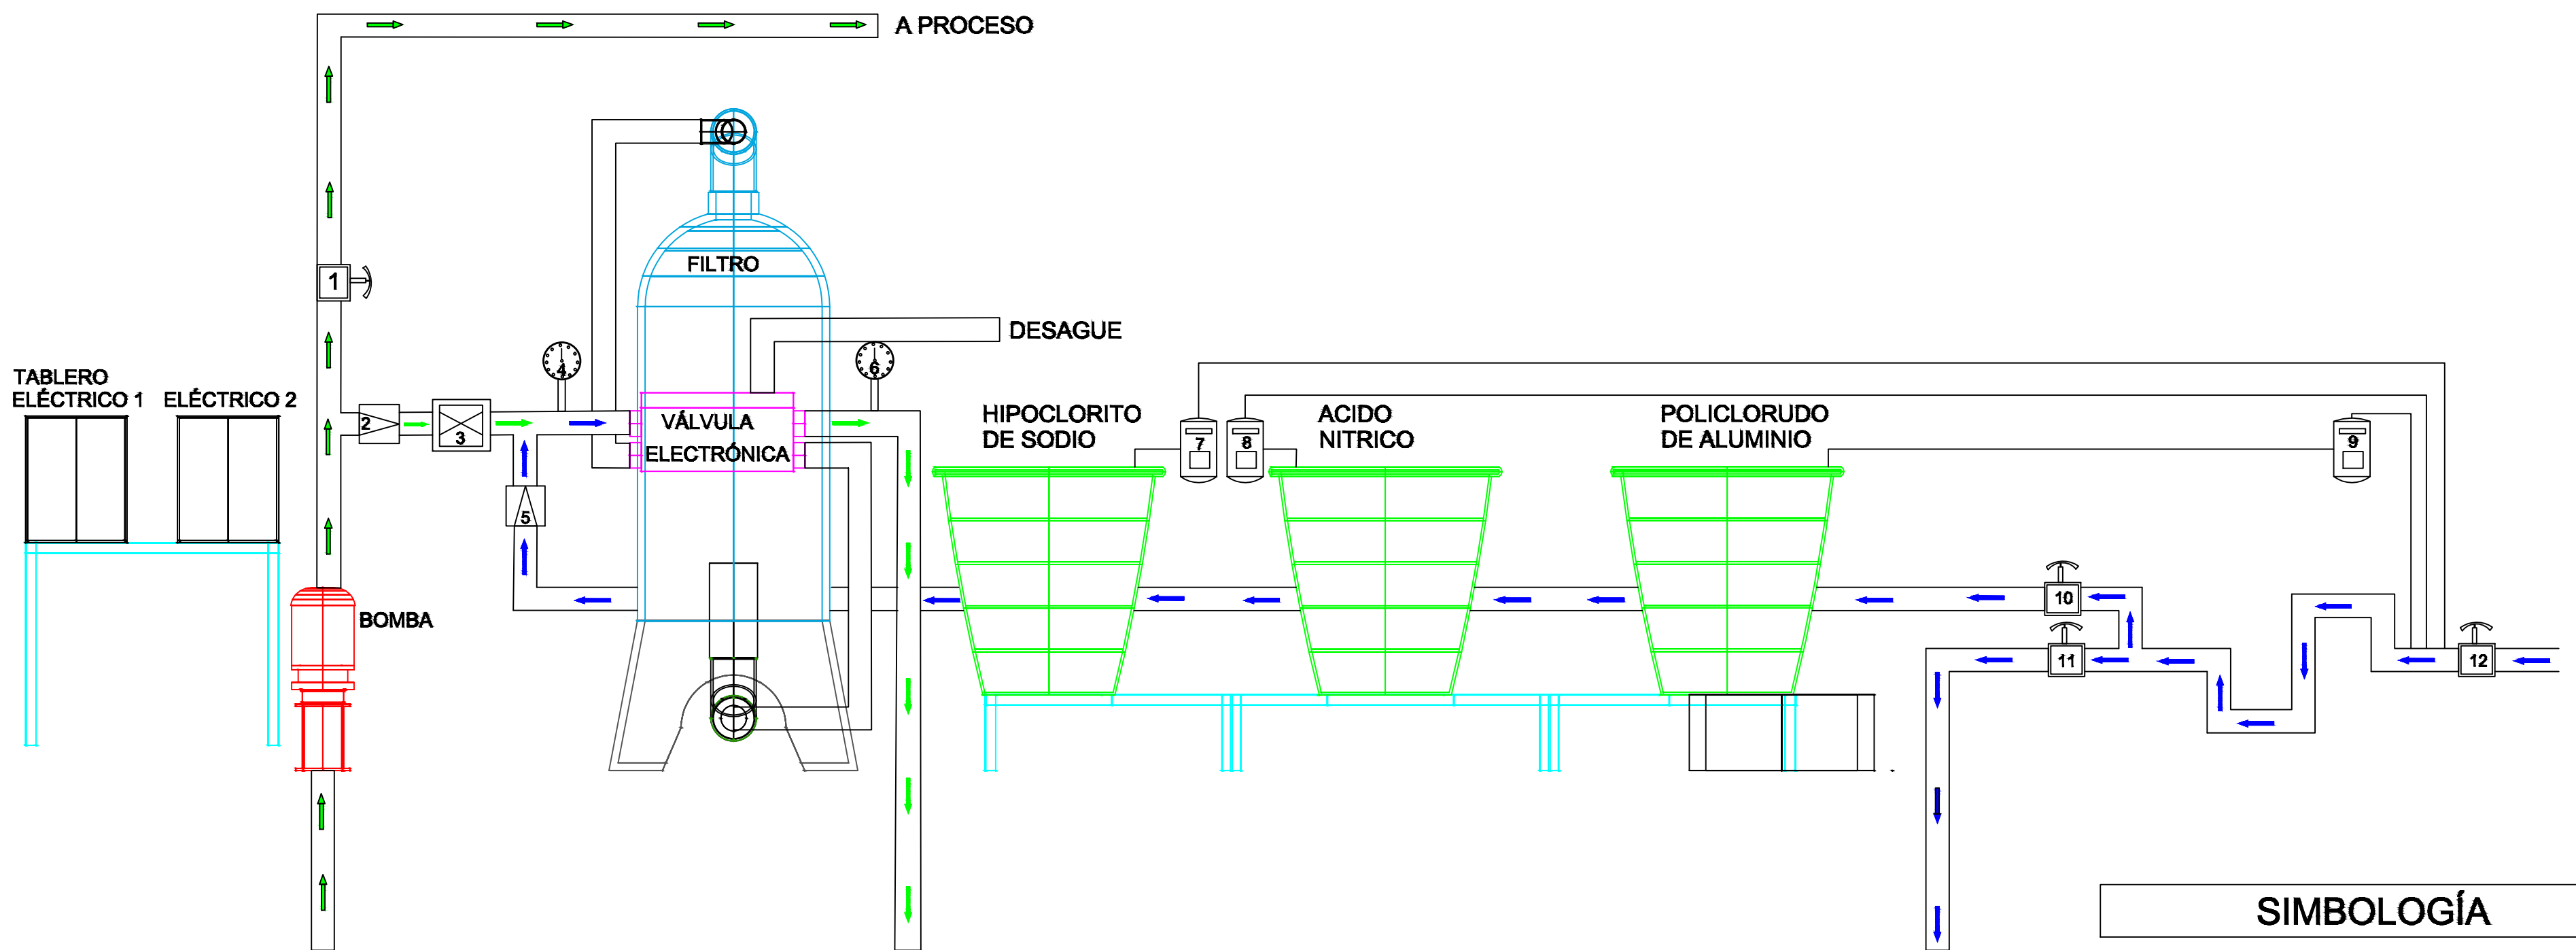 A PROCESO
FILTRO
1
DESAGUE
4
6
TABLERO
ELÉCTRICO 1
ELÉCTRICO 2
2
3
VÁLVULA
ELECTRÓNICA
HIPOCLORITO
DE SODIO
7
8
ACIDO
NITRICO
POLICLORUDO
DE ALUMINIO
9
5
BOMBA
10
11
12
SIMBOLOGÍA